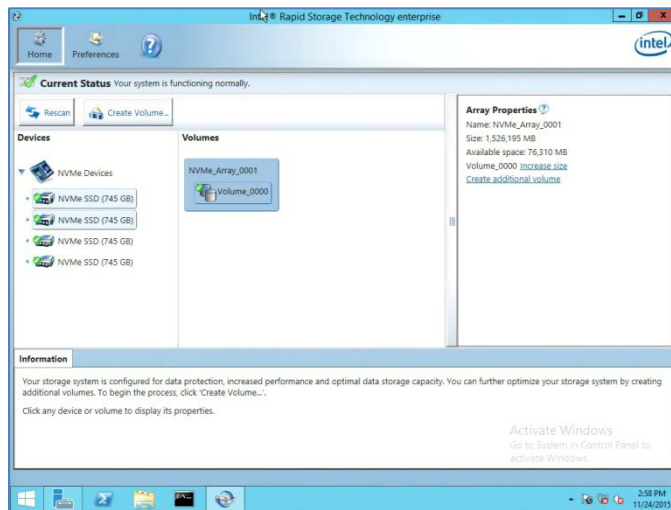 Intel® Rapid Storage Technology enterprise
Home
Preferences
intel
Current Status Your system is functioning normally.
Rescan
Create Volume...
Devices
NVMe Devices
NVMe SSD (745 GB)
NVMe SSD (745 GB)
NVMe SSD (745 GB)
NVMe SSD (745 GB)
Volumes
NVMe_Array_0001
Volume_0000
Array Properties
Name: NVMe_Array_0001
Size: 1,526,195 MB
Available space: 76,310 MB
Volume_0000 Increase size
Create additional volume
Information
Your storage system is configured for data protection, increased performance and optimal data storage capacity. You can further optimize your storage system by creating
additional volumes. To begin the process, click 'Create Volume...'.
Click any device or volume to display its properties.
Activate Windows
Go to System in Control Panel to
activate Windows.
2:58 PM
11/24/2015